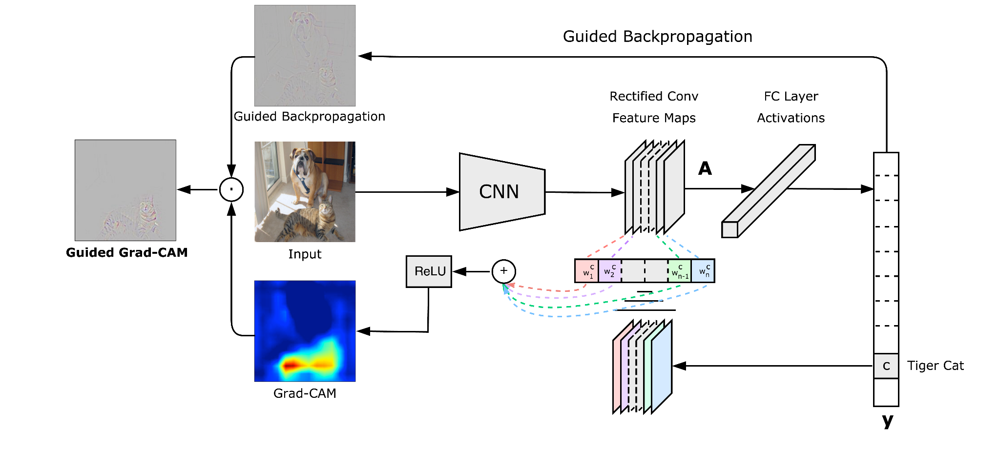 Guided Backpropagation
Rectified Conv
Feature Maps
FC Layer
Activations
Guided Backpropagation
A
CNN
·
Guided Grad-CAM
Input
ReLU
+
w₁ᶜ w₂ᶜ wₙ₋₁ᶜ wₙᶜ
c
Tiger Cat
Grad-CAM
y